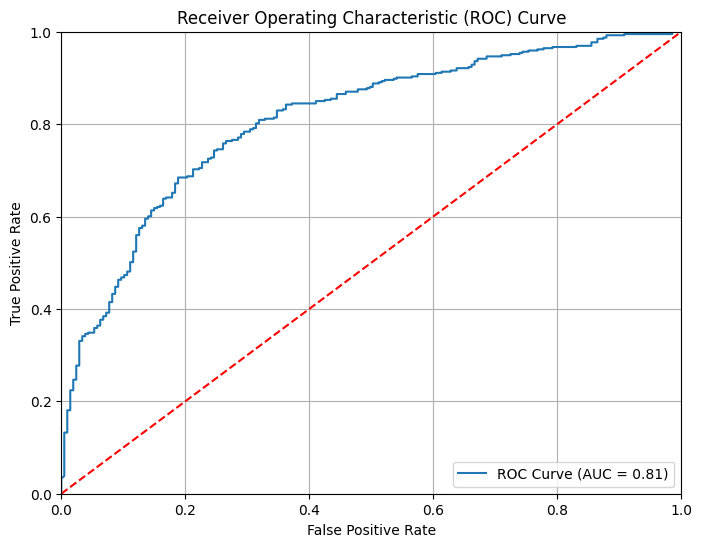 Receiver Operating Characteristic (ROC) Curve
True Positive Rate
1.0
0.8
0.6
0.4
0.2
0.0
ROC Curve (AUC = 0.81)
0.0 0.2 0.4 0.6 0.8 1.0
False Positive Rate